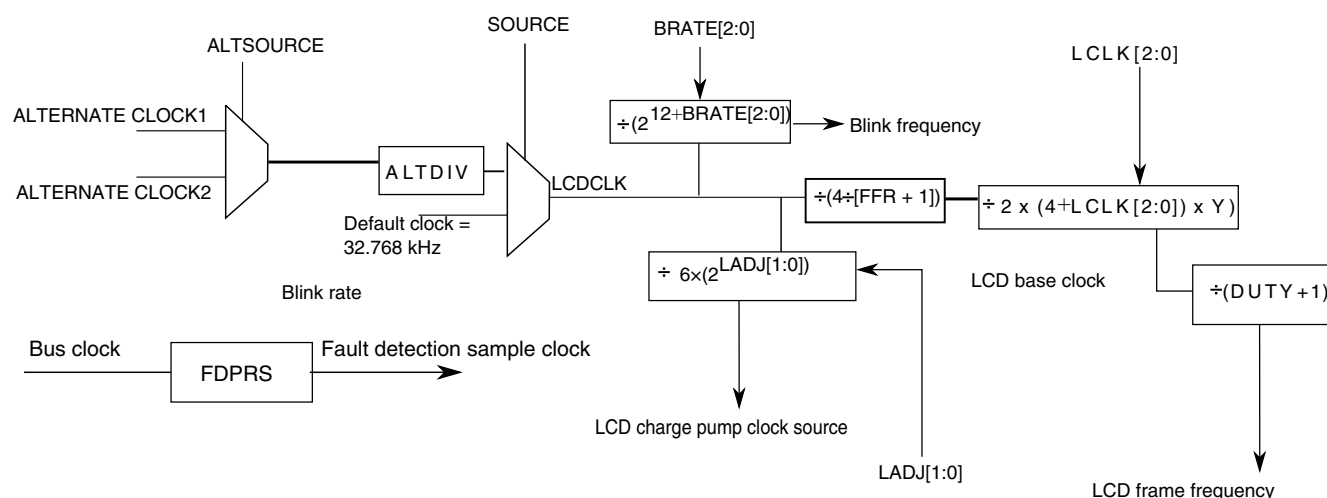 SOURCE
BRATE[2:0]
ALTSOURCE
LCLK[2:0]
ALTERNATE CLOCK1
÷(2^12+BRATE[2:0])
Blink frequency
ALTDIV
ALTERNATE CLOCK2
LCDCLK
÷(4÷[FFR + 1])
÷ 2 x (4+LCLK[2:0]) x Y)
Default clock =
32.768 kHz
÷ 6×(2^LADJ[1:0])
LCD base clock
Blink rate
÷(DUTY+1)
Bus clock
FDPRS
Fault detection sample clock
LCD charge pump clock source
LADJ[1:0]
LCD frame frequency